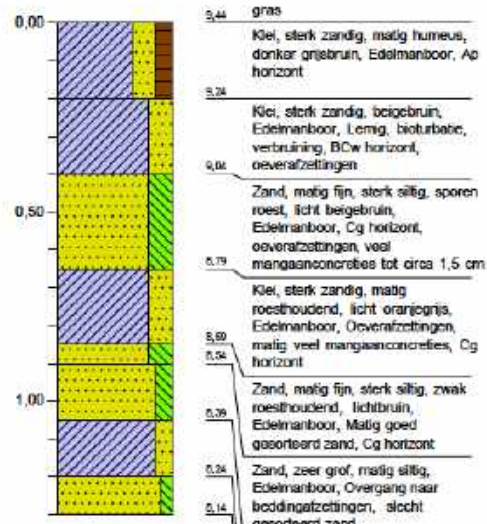 gras
0,00
9,44
Klei, sterk zandig, matig humeus,
donker grijsbruin, Edelmanboor, Ap
horizont
9,24
Klei, sterk zandig, beigebruin,
Edelmanboor, Lemig, bioturbatie,
verbruining, BCw horizont,
oeverafzettingen
9,04
Zand, matig fijn, sterk siltig, sporen
roest, licht beigebruin,
Edelmanboor, Cg horizont,
oeverafzettingen, veel
mangaanconcreties tot circa 1,5 cm
0,50
8,79
Klei, sterk zandig, matig
roesthoudend, licht oranjegrijs,
Edelmanboor, Oeverafzettingen,
matig veel mangaanconcreties, Cg
horizont
8,59
8,54
Zand, matig fijn, sterk siltig, zwak
roesthoudend, lichtbruin,
Edelmanboor, Matig goed
gesorteerd zand, Cg horizont
1,00
8,39
Zand, zeer grof, matig siltig,
Edelmanboor, Overgang naar
beddingafzettingen, slecht
gesorteerd zand
8,24
8,14